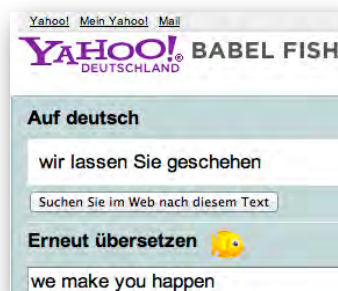 Yahoo! Mein Yahoo! Mail
YAHOO!® BABEL FISH
DEUTSCHLAND
Auf deutsch
wir lassen Sie geschehen
Suchen Sie im Web nach diesem Text
Erneut übersetzen
we make you happen